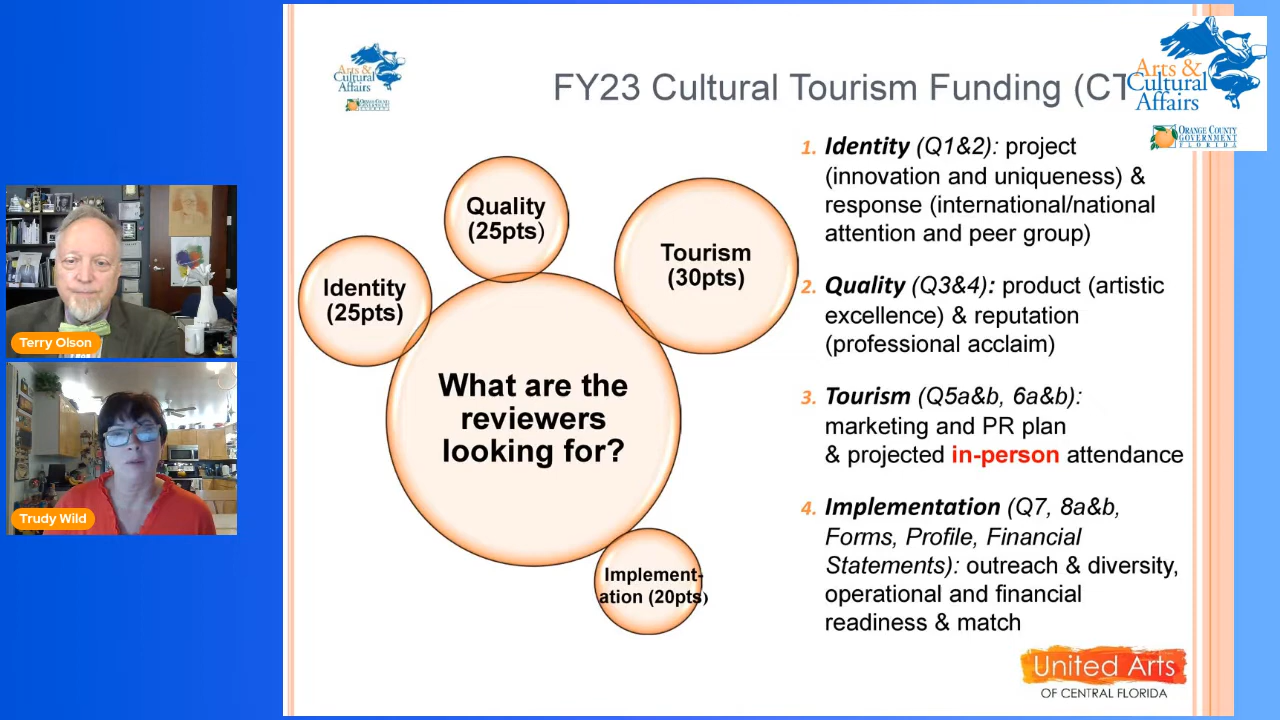 Arts &
Cultural
Affairs
FY23 Cultural Tourism Funding (CT
Arts &
Cultural
Affairs
ORANGE COUNTY
GOVERNMENT
FLORIDA
Quality
(25pts)
Tourism
(30pts)
Identity
(25pts)
What are the
reviewers
looking for?
Implement-
ation (20pts)
1. Identity (Q1&2): project
(innovation and uniqueness) &
response (international/national
attention and peer group)
2. Quality (Q3&4): product (artistic
excellence) & reputation
(professional acclaim)
3. Tourism (Q5a&b, 6a&b):
marketing and PR plan
& projected in-person attendance
4. Implementation (Q7, 8a&b,
Forms, Profile, Financial
Statements): outreach & diversity,
operational and financial
readiness & match
United Arts
OF CENTRAL FLORIDA
Terry Olson
Trudy Wild